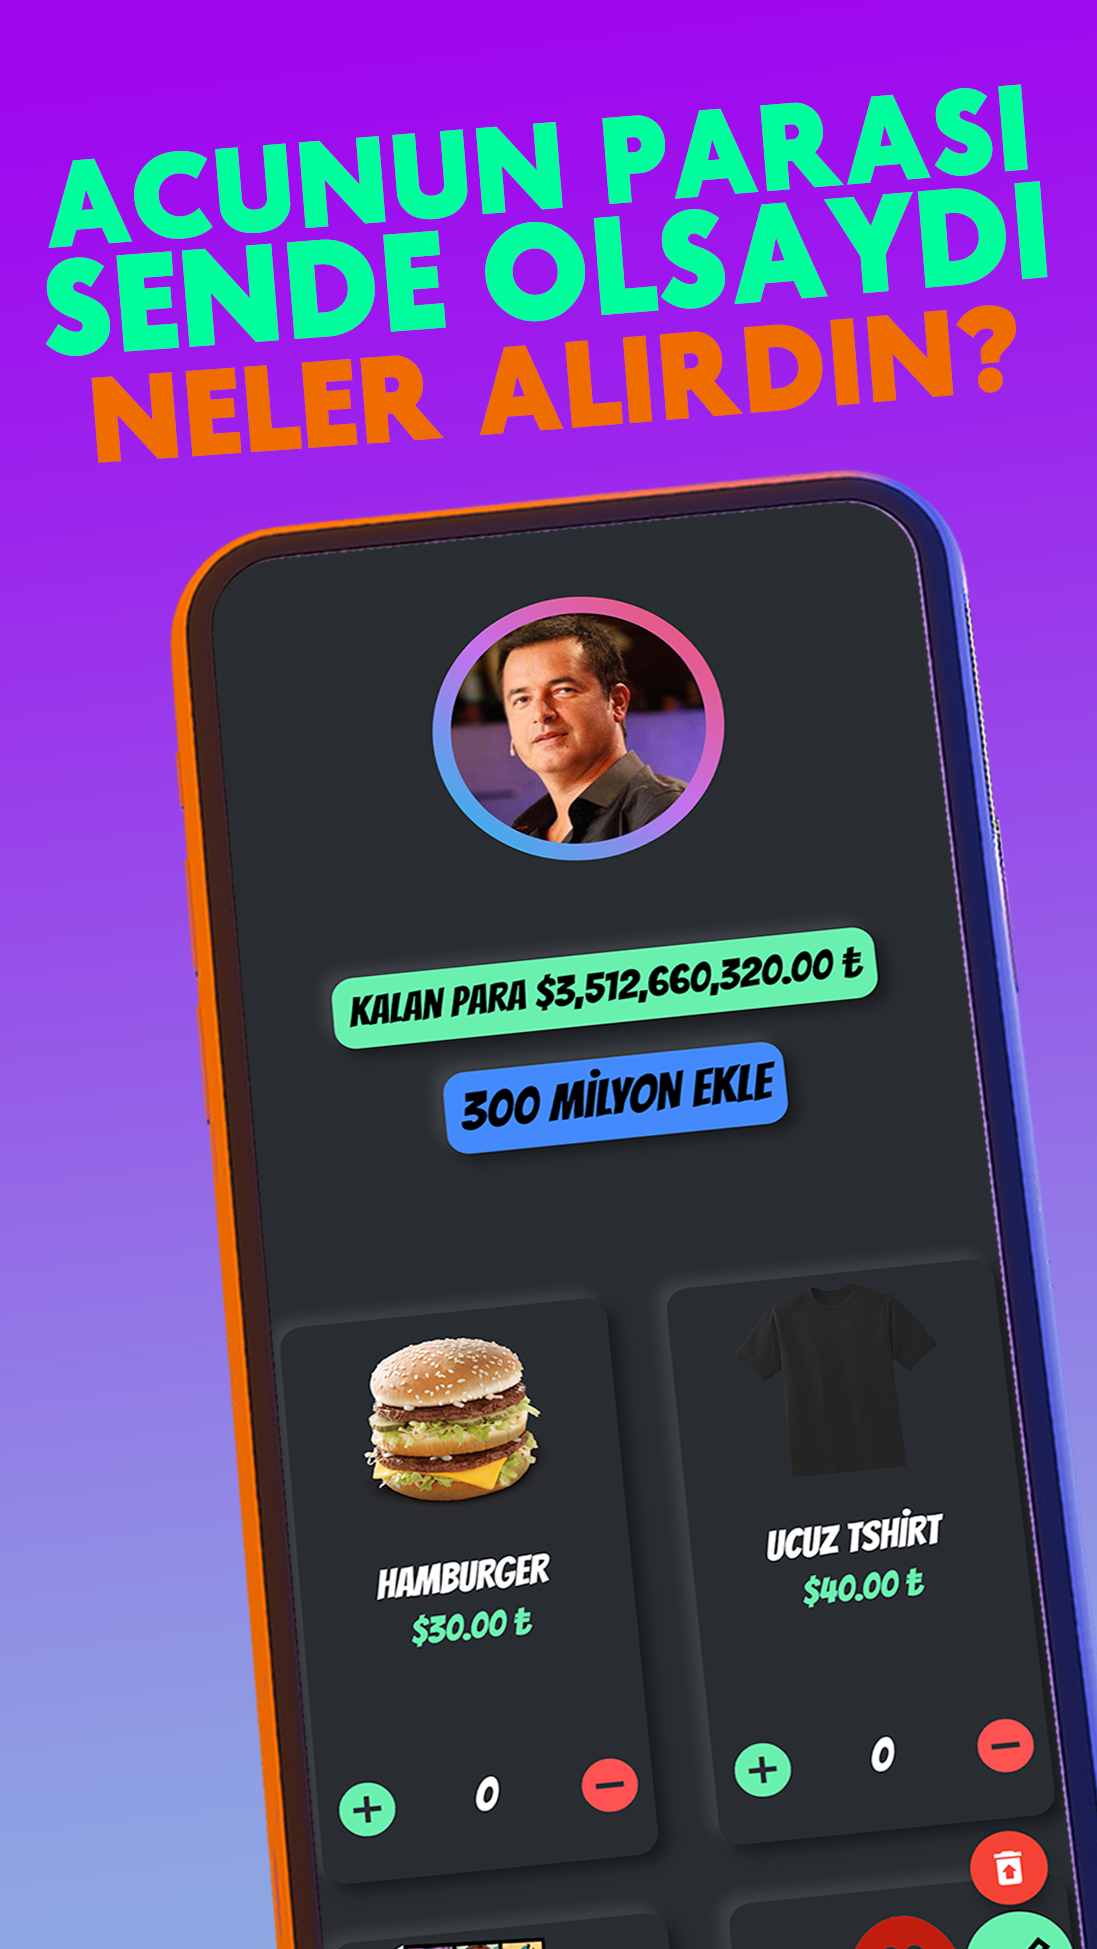 ACUNUN PARASI
SENDE OLSAYDI
NELER ALIRDIN?
KALAN PARA $3,512,660,320.00 ₺
300 MİLYON EKLE
HAMBURGER
$30.00 ₺
0
UCUZ TSHİRT
$40.00 ₺
0